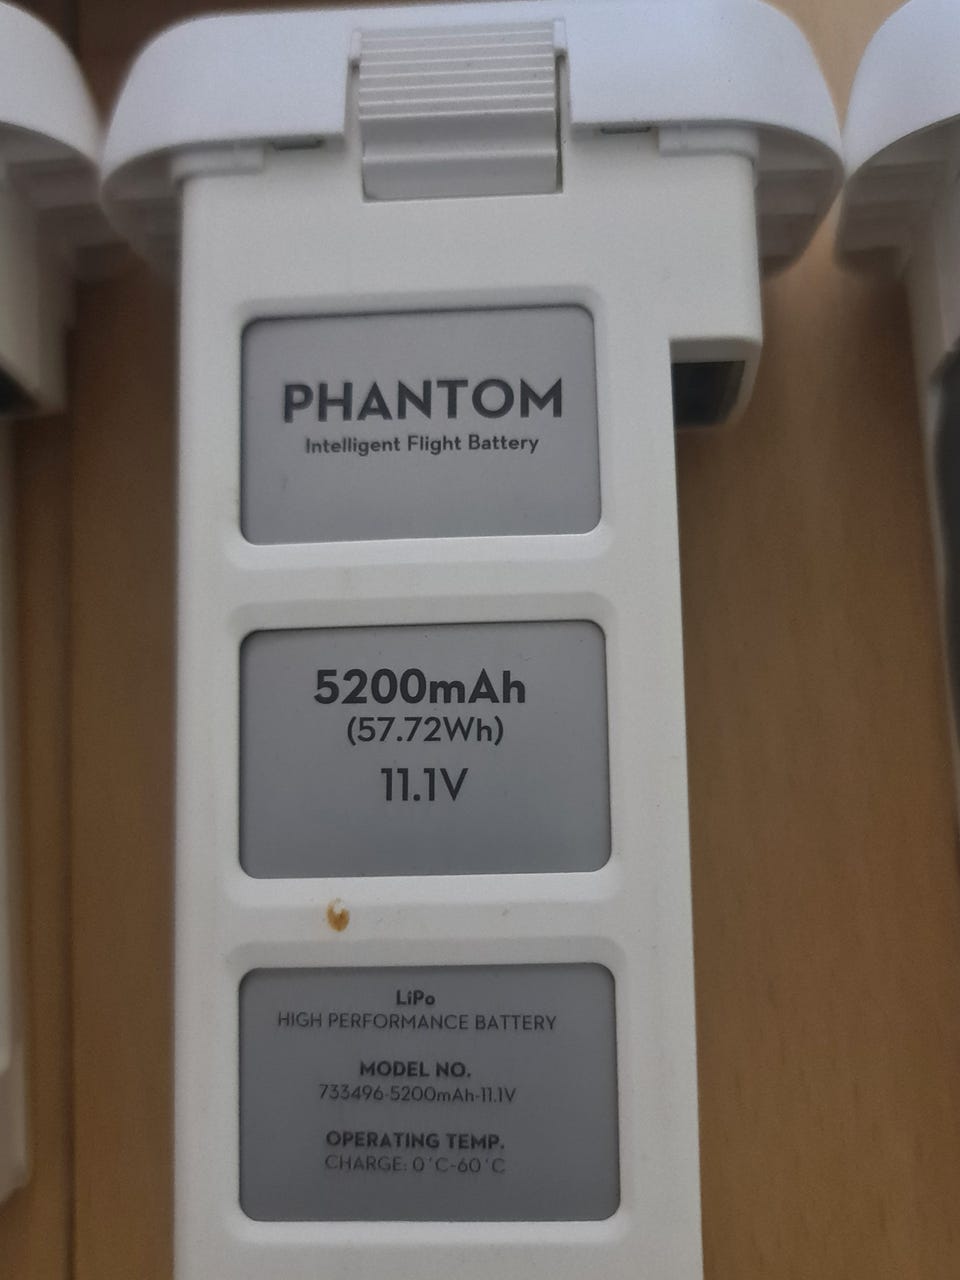 PHANTOM
Intelligent Flight Battery
5200mAh
(57.72Wh)
11.1V
LiPo
HIGH PERFORMANCE BATTERY
MODEL NO.
733496-5200mAh-11.1V
OPERATING TEMP.
CHARGE: 0°C-60°C